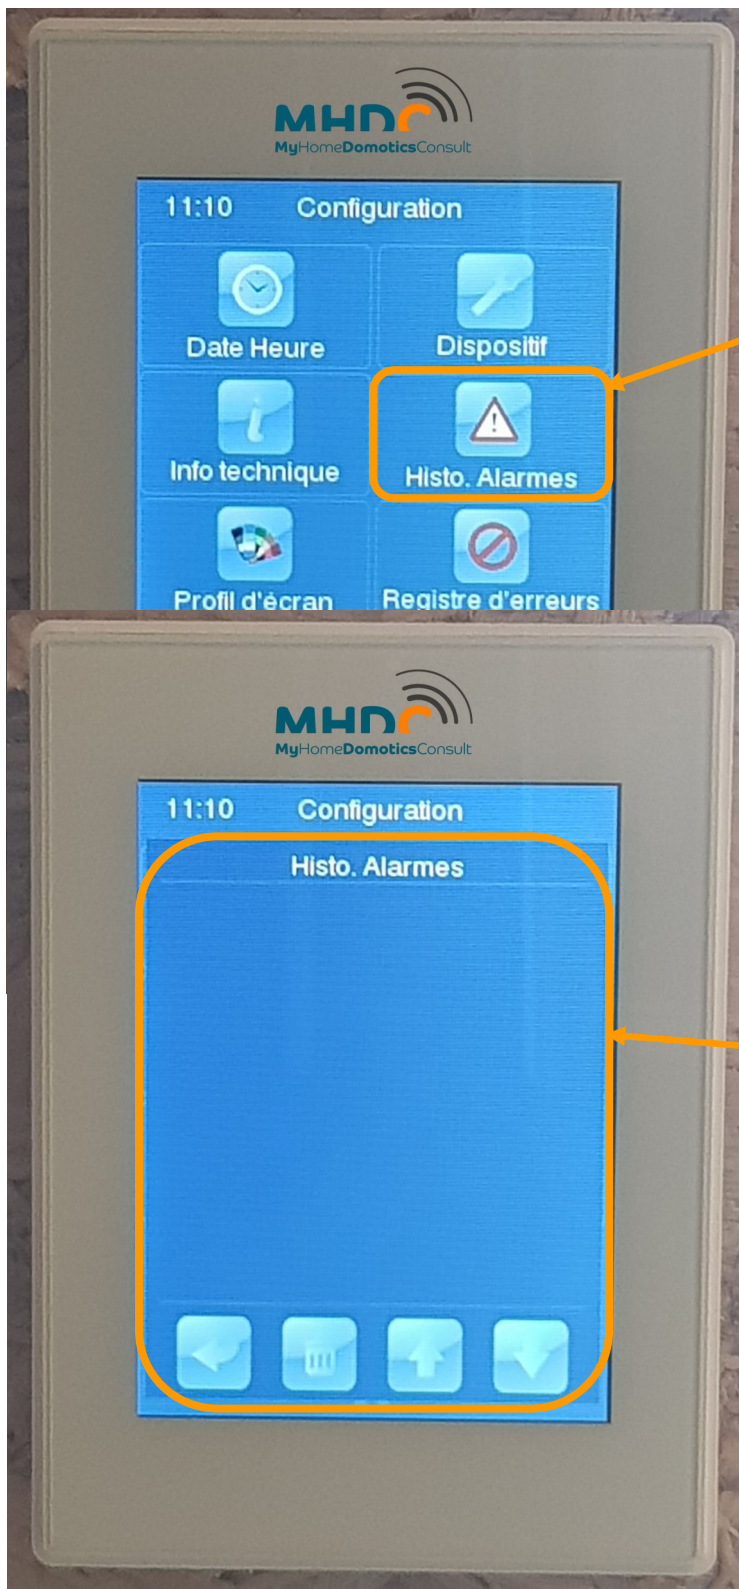 MHDC
MyHomeDomoticsConsult
11:10 Configuration
Date Heure
Dispositif
Info technique
Histo. Alarmes
Profil d'écran
Registre d'erreurs
MHDC
MyHomeDomoticsConsult
11:10 Configuration
Histo. Alarmes